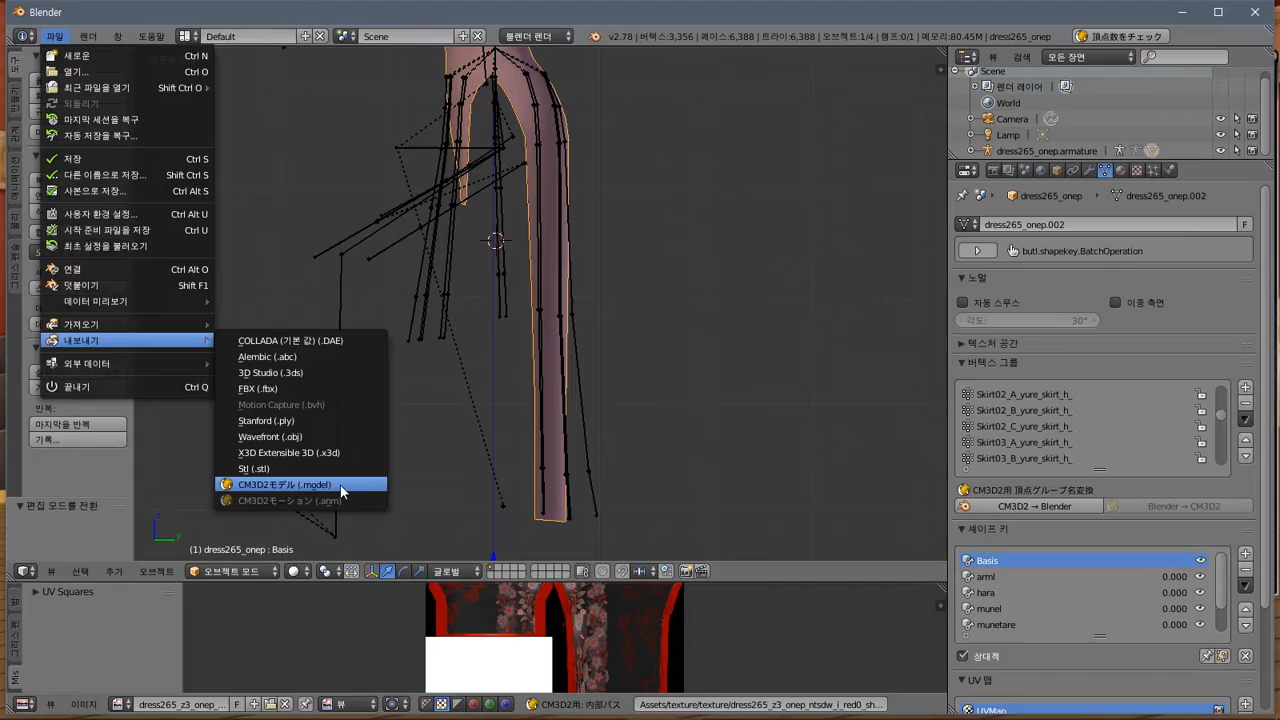 Blender
파일 렌더 창 도움말 Default Scene 블렌더 렌더 v2.78 | 버텍스:3,356 | 페이스:6,388 | 트라이:6,388 | 오브젝트:1/4 | 램프:0/1 | 메모리:80.45M | dress265_onep 頂点数をチェック
새로운 Ctrl N
열기... Ctrl O
최근 파일을 열기 Shift Ctrl O
되돌리기
마지막 세션을 복구
자동 저장을 복구...
저장 Ctrl S
다른 이름으로 저장... Shift Ctrl S
사본으로 저장... Ctrl Alt S
사용자 환경 설정... Ctrl Alt U
시작 준비 파일을 저장 Ctrl U
최초 설정을 불러오기
연결 Ctrl Alt O
덧붙이기 Shift F1
데이터 미리보기
가져오기
내보내기
외부 데이터
끝내기 Ctrl Q
COLLADA (기본 값) (.DAE)
Alembic (.abc)
3D Studio (.3ds)
FBX (.fbx)
Motion Capture (.bvh)
Stanford (.ply)
Wavefront (.obj)
X3D Extensible 3D (.x3d)
Stl (.stl)
CM3D2モデル (.model)
CM3D2モーション (.anm)
반복:
마지막을 반복
기록...
편집 모드를 전환
z
y
(1) dress265_onep : Basis
뷰 선택 추가 오브젝트 오브젝트 모드 글로벌
UV Squares
Mis
뷰 이미지 dress265_z3_onep_... F 뷰 CM3D2用: 内部パス Assets/texture/texture/dress265_z3_onep_ntsdw_i_red0_sh...
뷰 검색 모든 장면
Scene
렌더 레이어
World
Camera
Lamp
dress265_onep.armature
dress265_onep dress265_onep.002
dress265_onep.002 F
butl.shapekey.BatchOperation
노멀
자동 스무스 이중 측면
각도: 30°
텍스처 공간
버텍스 그룹
Skirt02_A_yure_skirt_h_
Skirt02_B_yure_skirt_h_
Skirt02_C_yure_skirt_h_
Skirt03_A_yure_skirt_h_
Skirt03_B_yure_skirt_h_
CM3D2用 頂点グループ名変換
CM3D2 → Blender Blender → CM3D2
셰이프 키
Basis
arml 0.000
hara 0.000
munel 0.000
munetare 0.000
상대적
UV 맵
UVMap